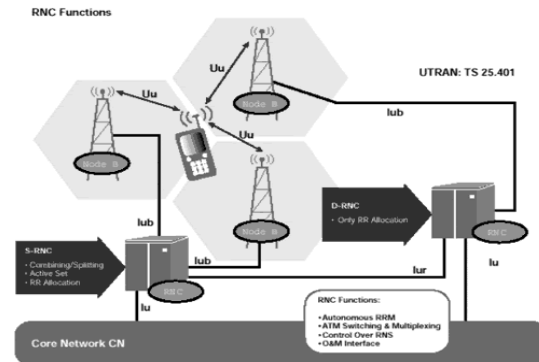 RNC Functions
UTRAN: TS 25.401
Uu
Uu
Uu
Node B
Node B
Node B
Iub
Iub
Iub
D-RNC
• Only RR Allocation
RNC
S-RNC
• Combining/Splitting
• Active Set
• RR Allocation
RNC
Iur
Iu
Iu
RNC Functions:
•Autonomous RRM
•ATM Switching & Multiplexing
•Control Over RNS
•O&M Interface
Core Network CN